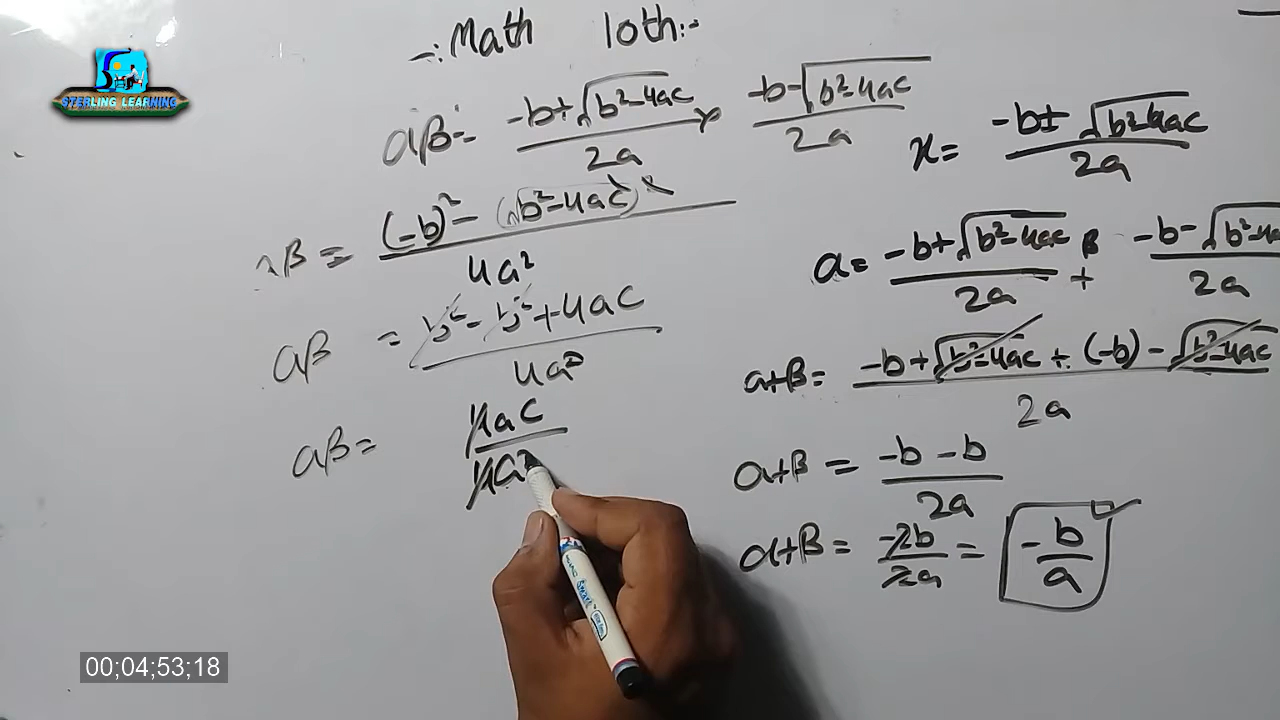 -: Math 10th:-
STERLING LEARNING
αβ = -b+√b²-4ac / 2a × -b-√b²-4ac / 2a
αβ = (-b)² - (√b²-4ac)² / 4a²
αβ = b² - b² + 4ac / 4a²
αβ = 4ac / 4a²
x = -b± √b²-4ac / 2a
α = -b+√b²-4ac / 2a + β -b-√b²-4a / 2a
α+β = -b+√b²-4ac + (-b) - √b²-4ac / 2a
α+β = -b-b / 2a
α+β = -2b / 2a = -b / a
Smart
00:04:53;18